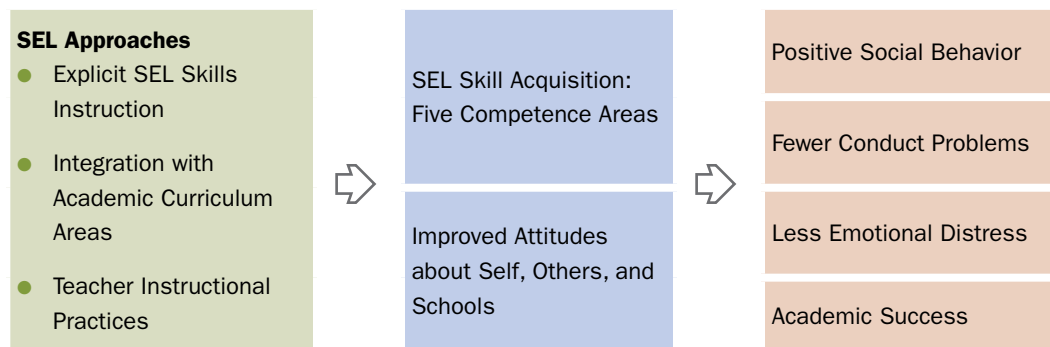 SEL Approaches
● Explicit SEL Skills
Instruction
● Integration with
Academic Curriculum
Areas
● Teacher Instructional
Practices
SEL Skill Acquisition:
Five Competence Areas
Improved Attitudes
about Self, Others, and
Schools
Positive Social Behavior
Fewer Conduct Problems
Less Emotional Distress
Academic Success